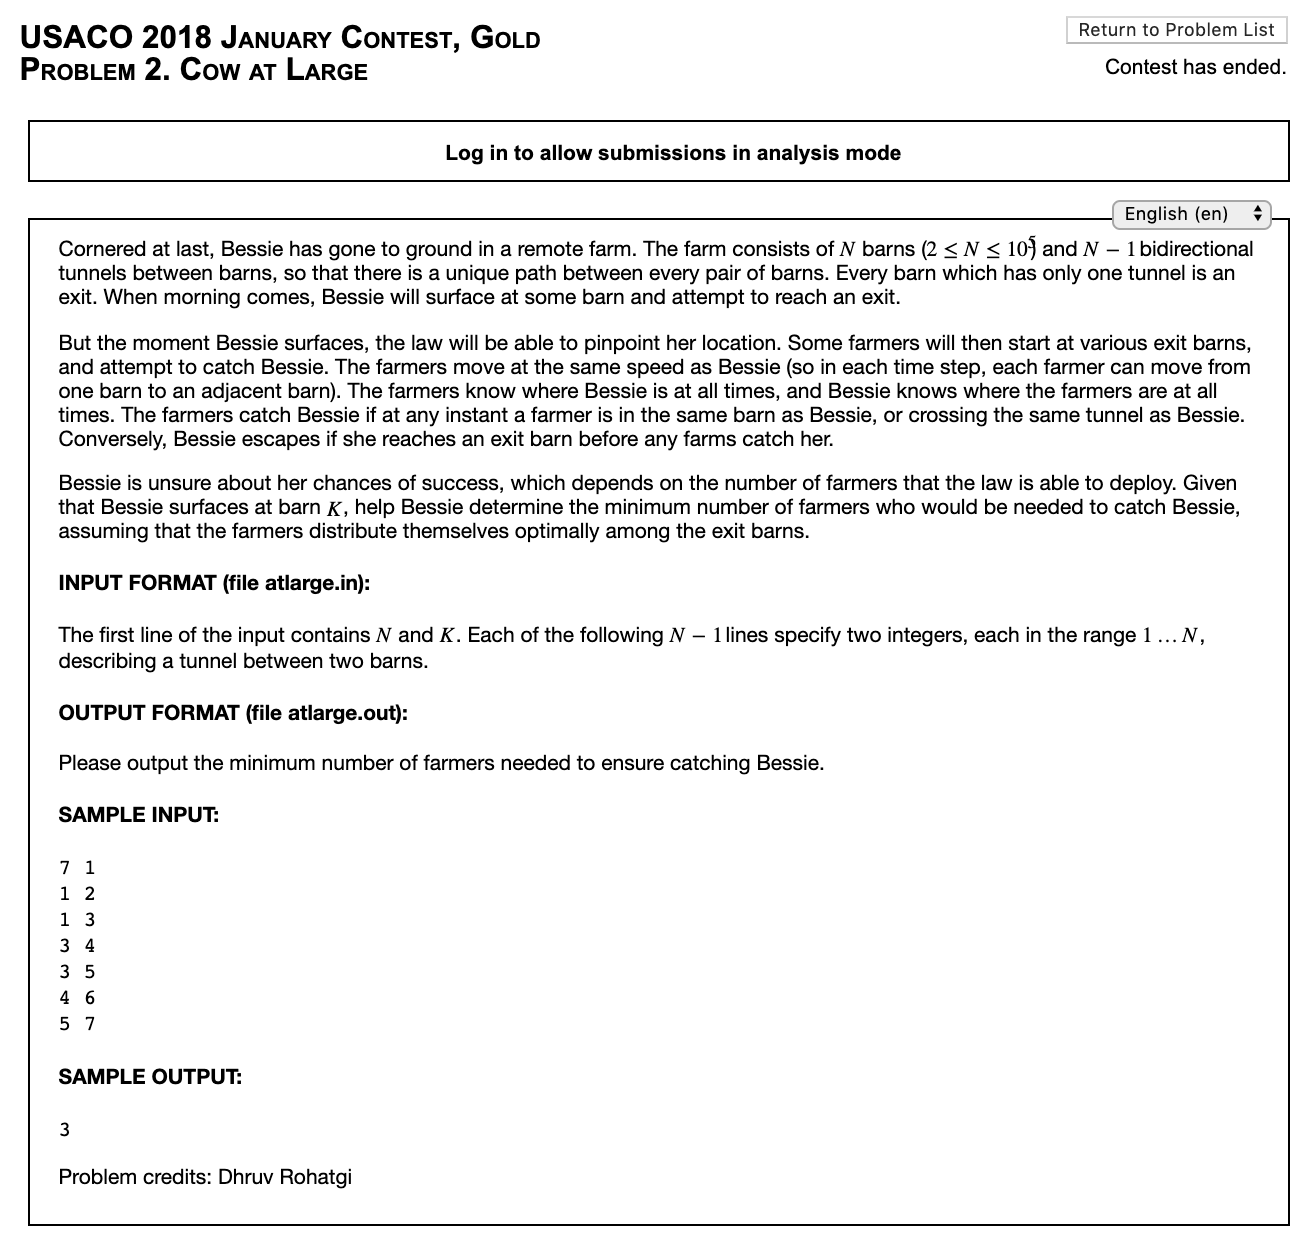 USACO 2018 January Contest, Gold
Problem 2. Cow at Large
Return to Problem List
Contest has ended.
Log in to allow submissions in analysis mode
English (en)
Cornered at last, Bessie has gone to ground in a remote farm. The farm consists of N barns (2 ≤ N ≤ 10⁵) and N − 1 bidirectional
tunnels between barns, so that there is a unique path between every pair of barns. Every barn which has only one tunnel is an
exit. When morning comes, Bessie will surface at some barn and attempt to reach an exit.
But the moment Bessie surfaces, the law will be able to pinpoint her location. Some farmers will then start at various exit barns,
and attempt to catch Bessie. The farmers move at the same speed as Bessie (so in each time step, each farmer can move from
one barn to an adjacent barn). The farmers know where Bessie is at all times, and Bessie knows where the farmers are at all
times. The farmers catch Bessie if at any instant a farmer is in the same barn as Bessie, or crossing the same tunnel as Bessie.
Conversely, Bessie escapes if she reaches an exit barn before any farms catch her.
Bessie is unsure about her chances of success, which depends on the number of farmers that the law is able to deploy. Given
that Bessie surfaces at barn K, help Bessie determine the minimum number of farmers who would be needed to catch Bessie,
assuming that the farmers distribute themselves optimally among the exit barns.
INPUT FORMAT (file atlarge.in):
The first line of the input contains N and K. Each of the following N − 1 lines specify two integers, each in the range 1 … N,
describing a tunnel between two barns.
OUTPUT FORMAT (file atlarge.out):
Please output the minimum number of farmers needed to ensure catching Bessie.
SAMPLE INPUT:
7 1
1 2
1 3
3 4
3 5
4 6
5 7
SAMPLE OUTPUT:
3
Problem credits: Dhruv Rohatgi